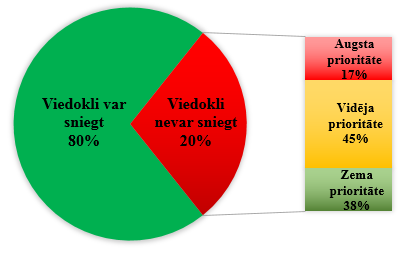 Viedokli var
sniegt
80%
Viedokli
nevar sniegt
20%
Augsta
prioritāte
17%
Vidēja
prioritāte
45%
Zema
prioritāte
38%